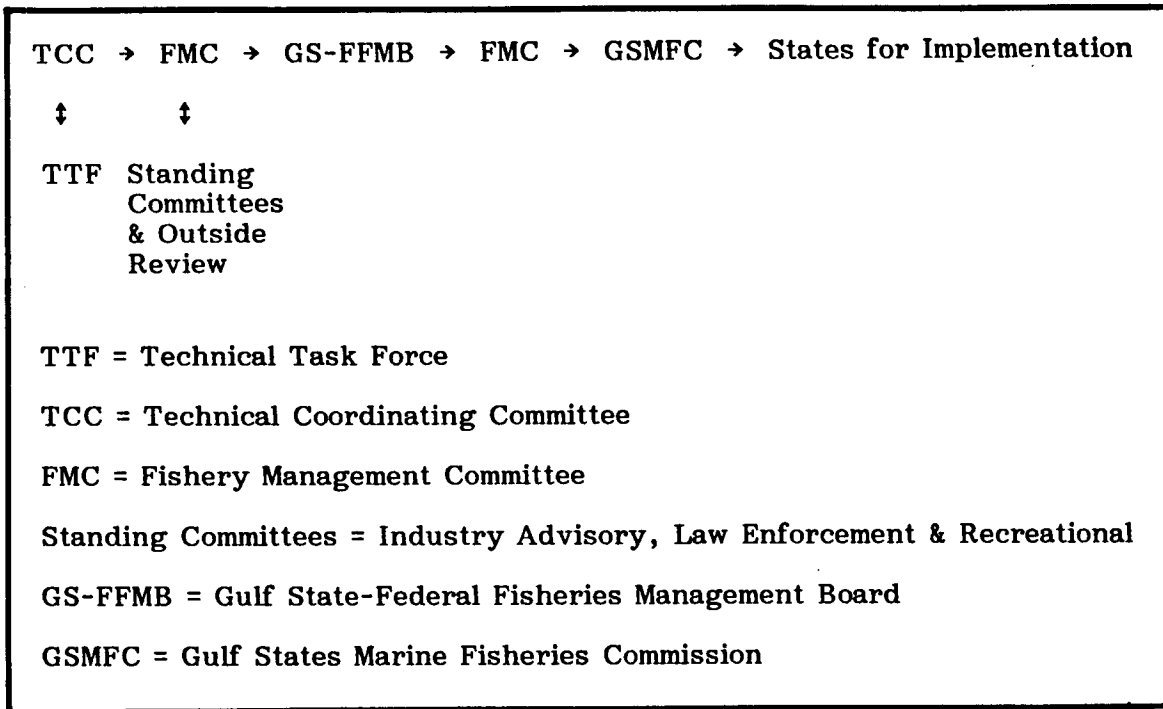 TCC → FMC → GS-FFMB → FMC → GSMFC → States for Implementation
↕ ↕
TTF Standing
Committees
& Outside
Review
TTF = Technical Task Force
TCC = Technical Coordinating Committee
FMC = Fishery Management Committee
Standing Committees = Industry Advisory, Law Enforcement & Recreational
GS-FFMB = Gulf State-Federal Fisheries Management Board
GSMFC = Gulf States Marine Fisheries Commission